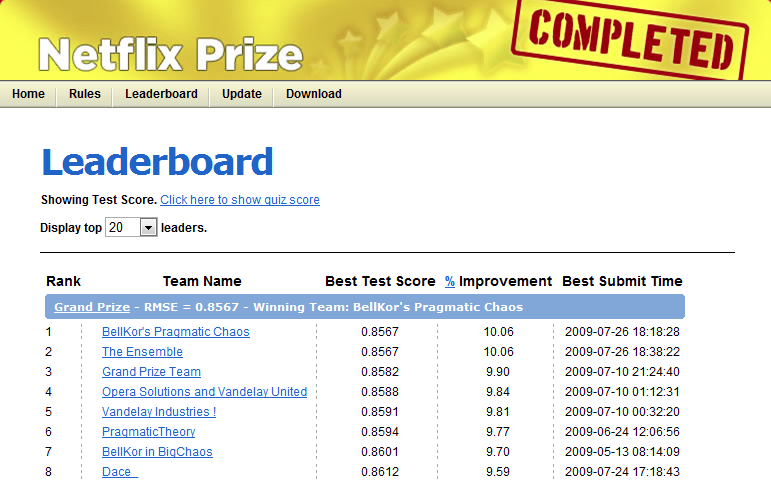 Netflix Prize
COMPLETED
Home Rules Leaderboard Update Download
Leaderboard
Showing Test Score. Click here to show quiz score
Display top 20 leaders.
Rank Team Name Best Test Score % Improvement Best Submit Time
Grand Prize - RMSE = 0.8567 - Winning Team: BellKor's Pragmatic Chaos
1 BellKor's Pragmatic Chaos 0.8567 10.06 2009-07-26 18:18:28
2 The Ensemble 0.8567 10.06 2009-07-26 18:38:22
3 Grand Prize Team 0.8582 9.90 2009-07-10 21:24:40
4 Opera Solutions and Vandelay United 0.8588 9.84 2009-07-10 01:12:31
5 Vandelay Industries ! 0.8591 9.81 2009-07-10 00:32:20
6 PragmaticTheory 0.8594 9.77 2009-06-24 12:06:56
7 BellKor in BigChaos 0.8601 9.70 2009-05-13 08:14:09
8 Dace_ 0.8612 9.59 2009-07-24 17:18:43